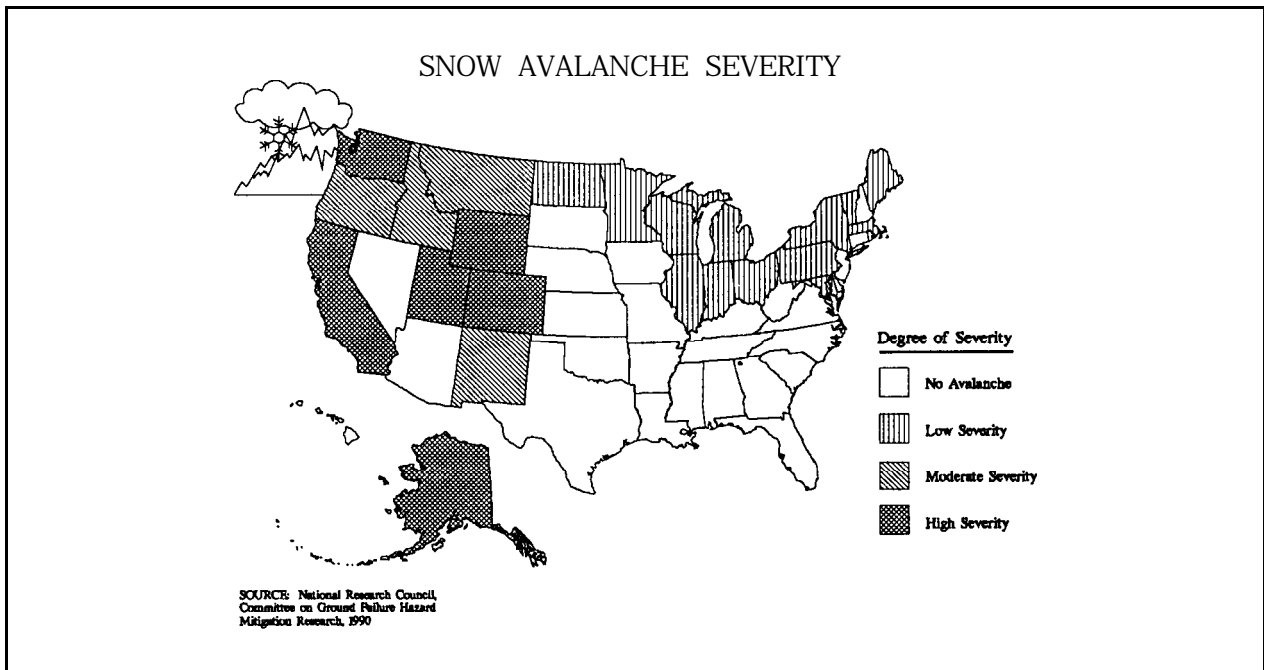 SNOW AVALANCHE SEVERITY
Degree of Severity
No Avalanche
Low Severity
Moderate Severity
High Severity
SOURCE: National Research Council,
Committee on Ground Failure Hazard
Mitigation Research, 1990